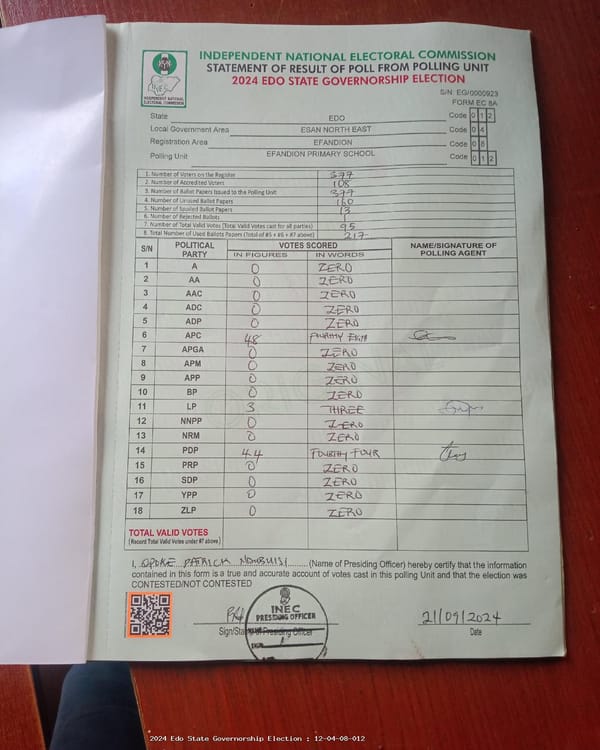 INDEPENDENT NATIONAL ELECTORAL COMMISSION
STATEMENT OF RESULT OF POLL FROM POLLING UNIT
2024 EDO STATE GOVERNORSHIP ELECTION
INEC
INDEPENDENT NATIONAL ELECTORAL COMMISSION
S/N: EG/0000923
FORM EC 8A
State EDO Code 0 1 2
Local Government Area ESAN NORTH EAST Code 0 4
Registration Area EFANDION Code 0 8
Polling Unit EFANDION PRIMARY SCHOOL Code 0 1 2
1. Number of Voters on the Register 377
2. Number of Accredited Voters 108
3. Number of Ballot Papers Issued to the Polling Unit 377
4. Number of Unused Ballot Papers 160
5. Number of Spoiled Ballot Papers 13
6. Number of Rejected Ballots 1
7. Number of Total Valid Votes (Total Valid Votes cast for all parties) 95
8. Total Number of Used Ballots Papers (Total of #5 + #6 + #7 above) 217
S/N POLITICAL PARTY VOTES SCORED NAME/SIGNATURE OF POLLING AGENT
IN FIGURES IN WORDS
1 A 0 ZERO
2 AA 0 ZERO
3 AAC 0 ZERO
4 ADC 0 ZERO
5 ADP 0 ZERO
6 APC 48 FOURTHY EIGHT
7 APGA 0 ZERO
8 APM 0 ZERO
9 APP 0 ZERO
10 BP 0 ZERO
11 LP 3 THREE
12 NNPP 0 ZERO
13 NRM 0 ZERO
14 PDP 44 FOURTHY FOUR
15 PRP 0 ZERO
16 SDP 0 ZERO
17 YPP 0 ZERO
18 ZLP 0 ZERO
TOTAL VALID VOTES
(Record Total Valid Votes under #7 above)
I, PATRICK (Name of Presiding Officer) hereby certify that the information
contained in this form is a true and accurate account of votes cast in this polling Unit and that the election was
CONTESTED/NOT CONTESTED
INEC
PRESIDING OFFICER
21/09/2024
Sign/Stamp of Presiding Officer Date
2024 Edo State Governorship Election : 12-04-08-012